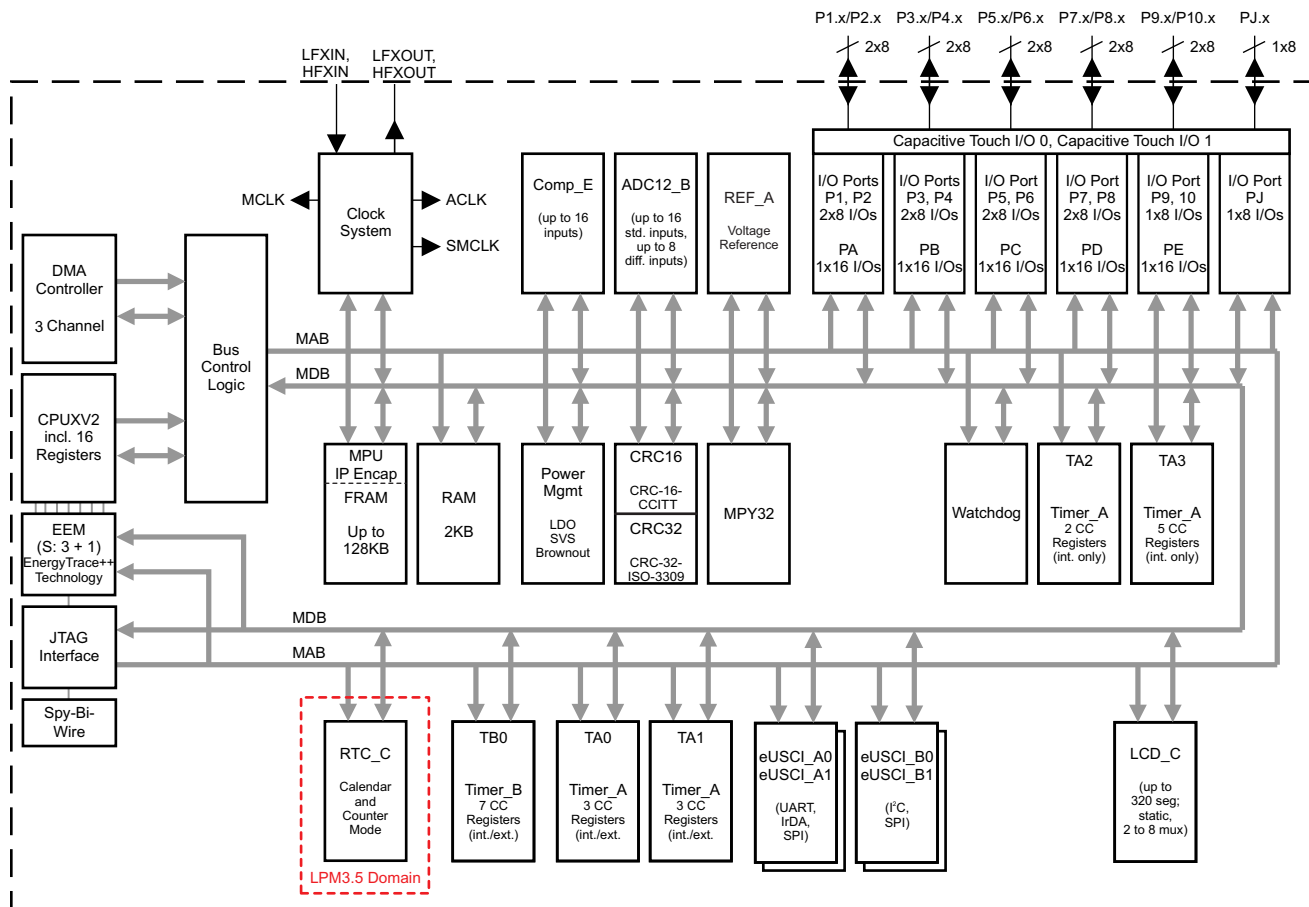 P1.x/P2.x
P3.x/P4.x
P5.x/P6.x
P7.x/P8.x
P9.x/P10.x
PJ.x
2x8
2x8
2x8
2x8
2x8
1x8
LFXIN,
HFXIN
LFXOUT,
HFXOUT
Capacitive Touch I/O 0, Capacitive Touch I/O 1
MCLK
Clock
System
ACLK
SMCLK
Comp_E
(up to 16
inputs)
ADC12_B
(up to 16
std. inputs,
up to 8
diff. inputs)
REF_A
Voltage
Reference
I/O Ports
P1, P2
2x8 I/Os
PA
1x16 I/Os
I/O Ports
P3, P4
2x8 I/Os
PB
1x16 I/Os
I/O Port
P5, P6
2x8 I/Os
PC
1x16 I/Os
I/O Port
P7, P8
2x8 I/Os
PD
1x16 I/Os
I/O Port
P9, 10
1x8 I/Os
PE
1x16 I/Os
I/O Port
PJ
1x8 I/Os
DMA
Controller
3 Channel
Bus
Control
Logic
MAB
MDB
CPUXV2
incl. 16
Registers
MPU
IP Encap
FRAM
Up to
128KB
RAM
2KB
Power
Mgmt
LDO
SVS
Brownout
CRC16
CRC-16-
CCITT
CRC32
CRC-32-
ISO-3309
MPY32
Watchdog
TA2
Timer_A
2 CC
Registers
(int. only)
TA3
Timer_A
5 CC
Registers
(int. only)
EEM
(S: 3 + 1)
EnergyTrace++
Technology
MDB
MAB
JTAG
Interface
Spy-Bi-
Wire
RTC_C
Calendar
and
Counter
Mode
LPM3.5 Domain
TB0
Timer_B
7 CC
Registers
(int./ext.)
TA0
Timer_A
3 CC
Registers
(int./ext.)
TA1
Timer_A
3 CC
Registers
(int./ext.)
eUSCI_A0
eUSCI_A1
(UART,
IrDA,
SPI)
eUSCI_B0
eUSCI_B1
(I²C,
SPI)
LCD_C
(up to
320 seg;
static,
2 to 8 mux)